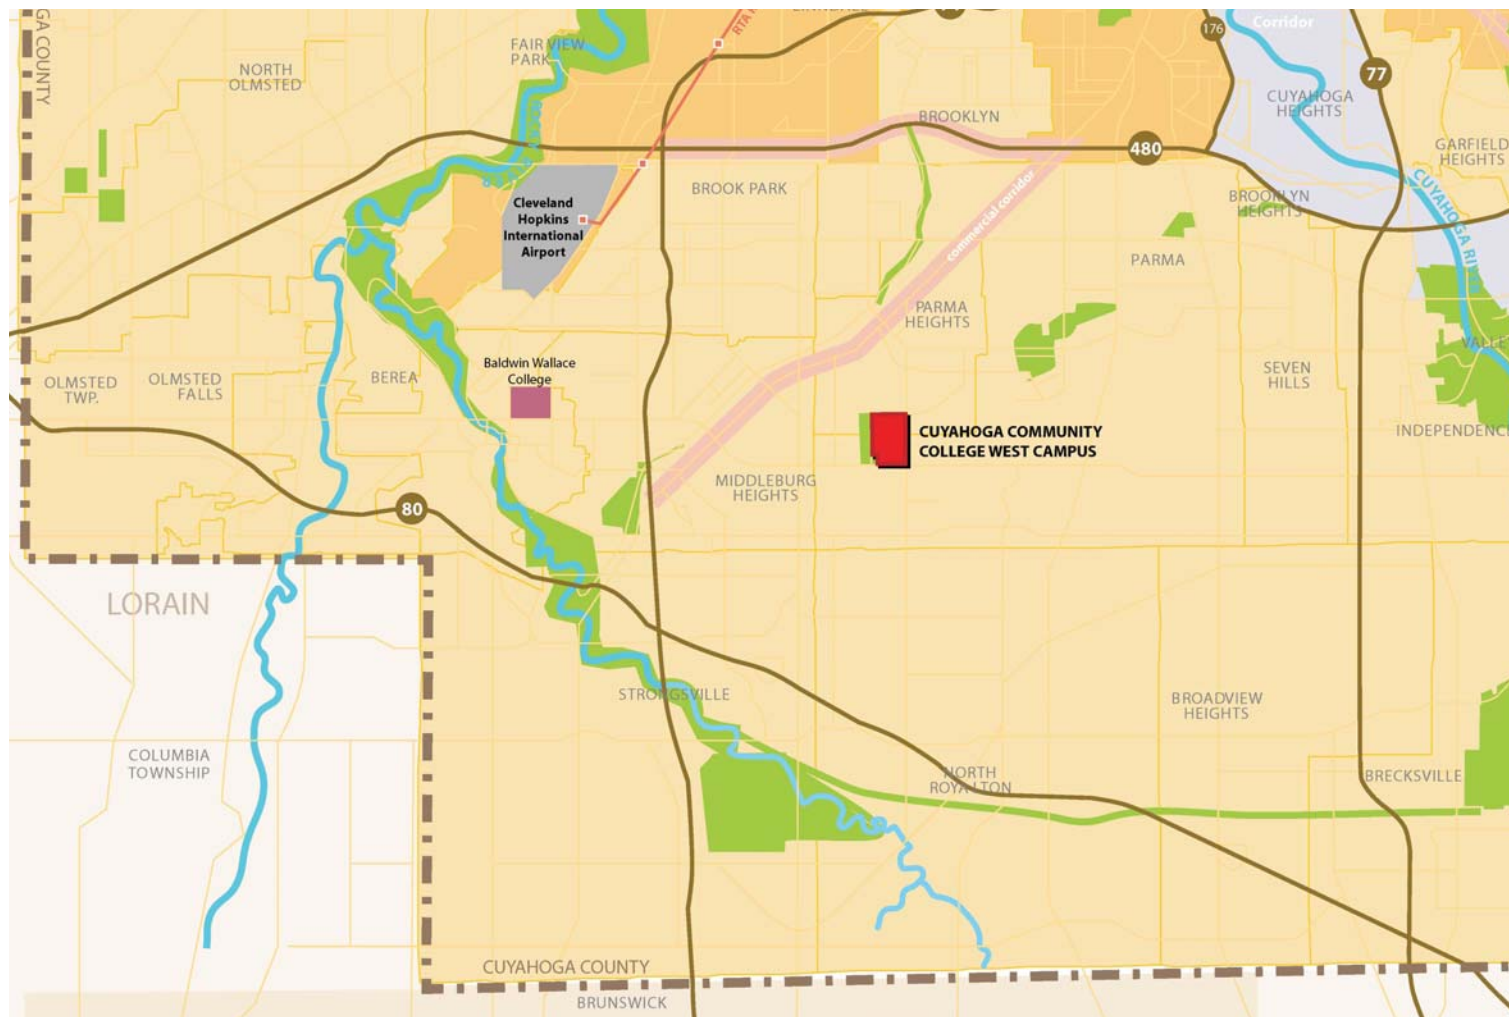 GA COUNTY
FAIR VIEW
PARK
RTA
Corridor
176
NORTH
OLMSTED
77
CUYAHOGA
HEIGHTS
BROOKLYN
480
GARFIELD
HEIGHTS
BROOK PARK
Cleveland
Hopkins
International
Airport
commercial corridor
BROOKLYN
HEIGHTS
CUYAHOGA RIVER
PARMA
PARMA
HEIGHTS
VALLE
Baldwin Wallace
College
OLMSTED
TWP.
OLMSTED
FALLS
BEREA
SEVEN
HILLS
CUYAHOGA COMMUNITY
COLLEGE WEST CAMPUS
INDEPENDENC
MIDDLEBURG
HEIGHTS
80
LORAIN
STRONGSVILLE
BROADVIEW
HEIGHTS
COLUMBIA
TOWNSHIP
NORTH
ROYALTON
BRECKSVILLE
CUYAHOGA COUNTY
BRUNSWICK